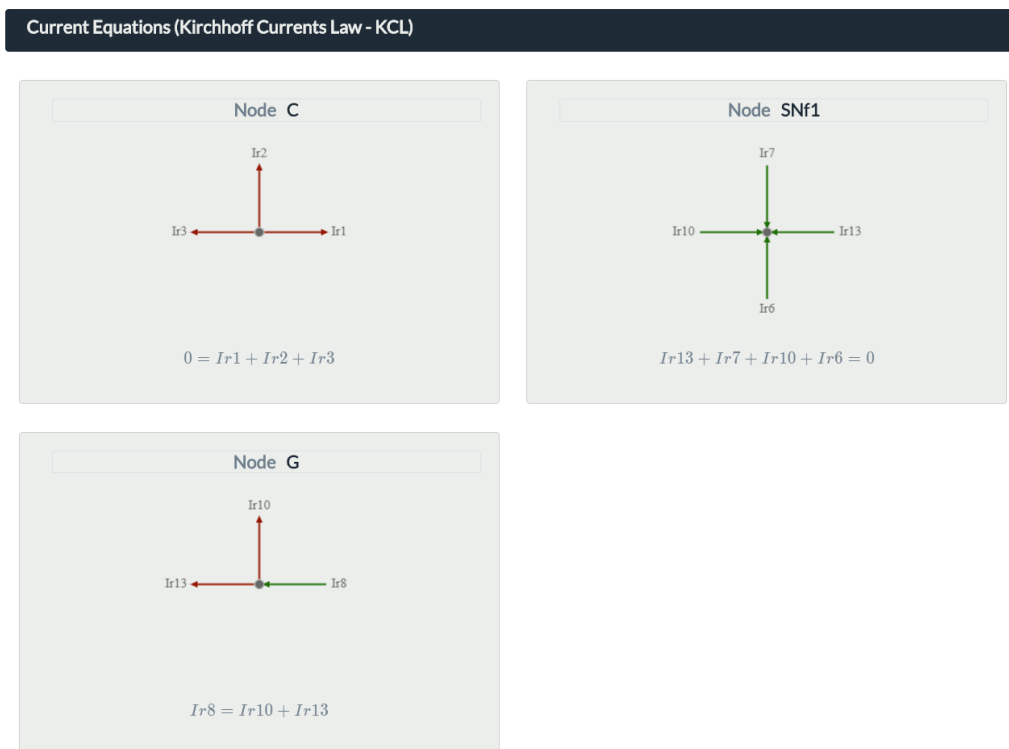 Current Equations (Kirchhoff Currents Law - KCL)
Node C
Ir2
Ir3
Ir1
0 = Ir1 + Ir2 + Ir3
Node SNf1
Ir7
Ir10
Ir13
Ir6
Ir13 + Ir7 + Ir10 + Ir6 = 0
Node G
Ir10
Ir13
Ir8
Ir8 = Ir10 + Ir13